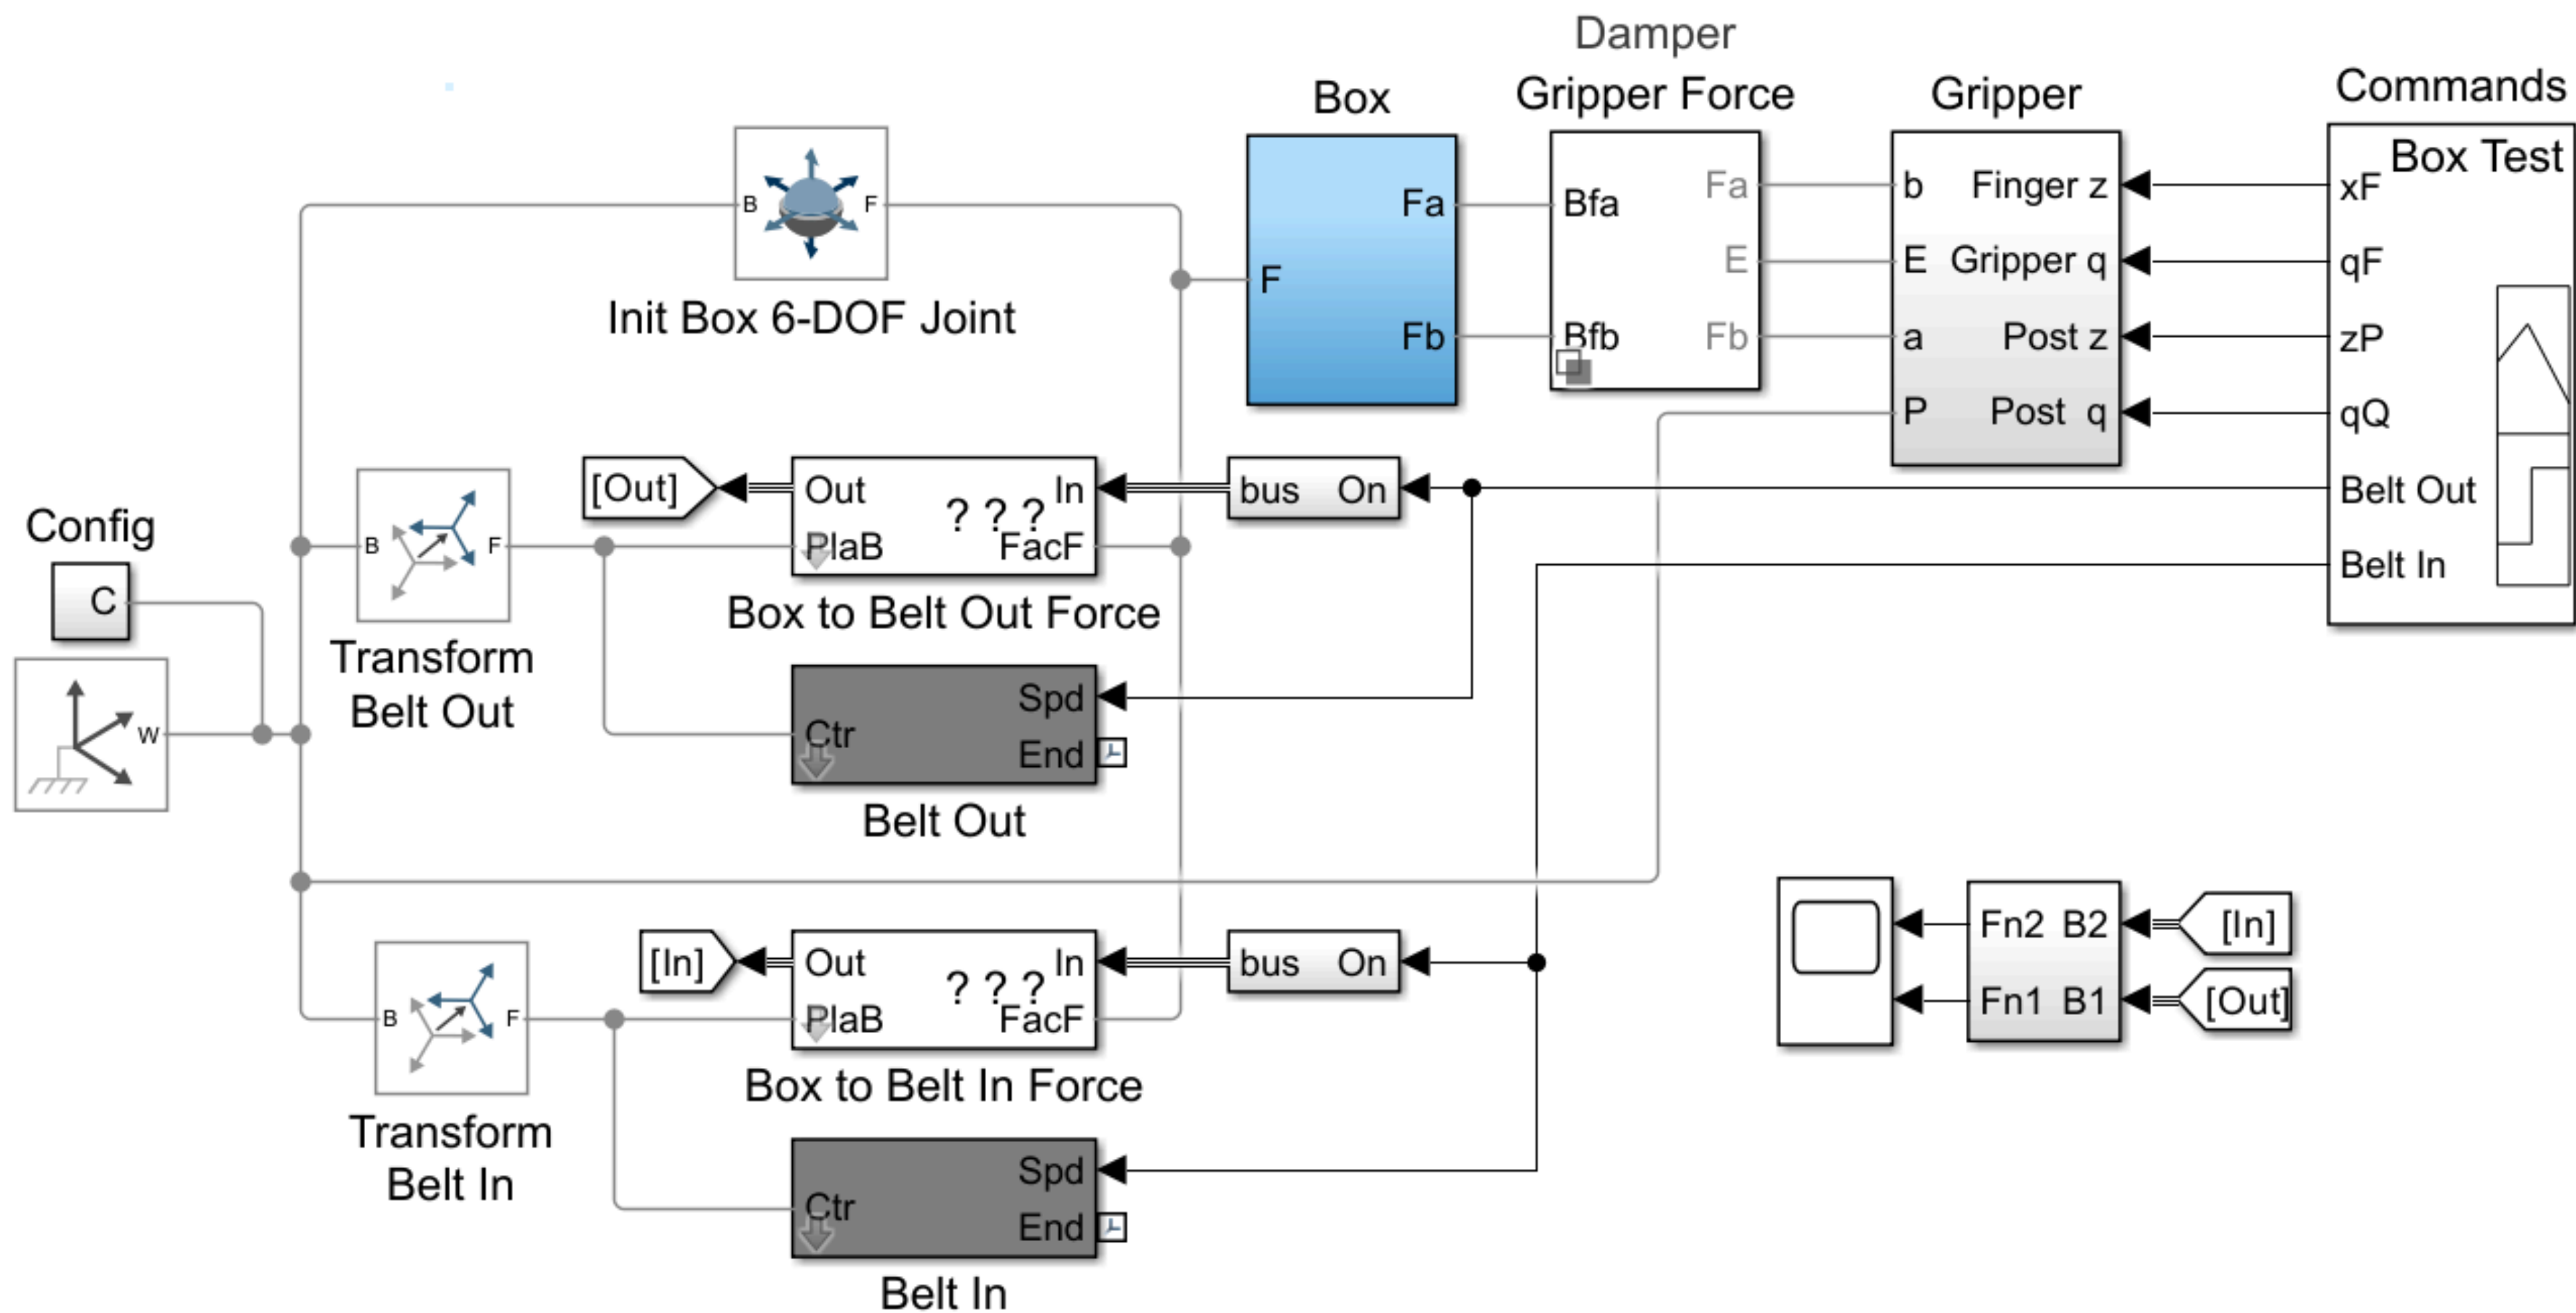 Damper
Gripper Force
Box
Gripper
Commands
Box Test
Fa
F
Fb
Bfa
Bfb
Fa
E
Fb
b
E
a
P
Finger z
Gripper q
Post z
Post q
xF
qF
zP
qQ
Belt Out
Belt In
B
F
Init Box 6-DOF Joint
[Out]
Out
In
? ? ?
PlaB
FacF
bus
On
Box to Belt Out Force
Config
C
W
B
F
Transform
Belt Out
Spd
Ctr
End
Belt Out
[In]
Out
In
? ? ?
PlaB
FacF
bus
On
Box to Belt In Force
B
F
Transform
Belt In
Spd
Ctr
End
Belt In
Fn2
B2
[In]
Fn1
B1
[Out]